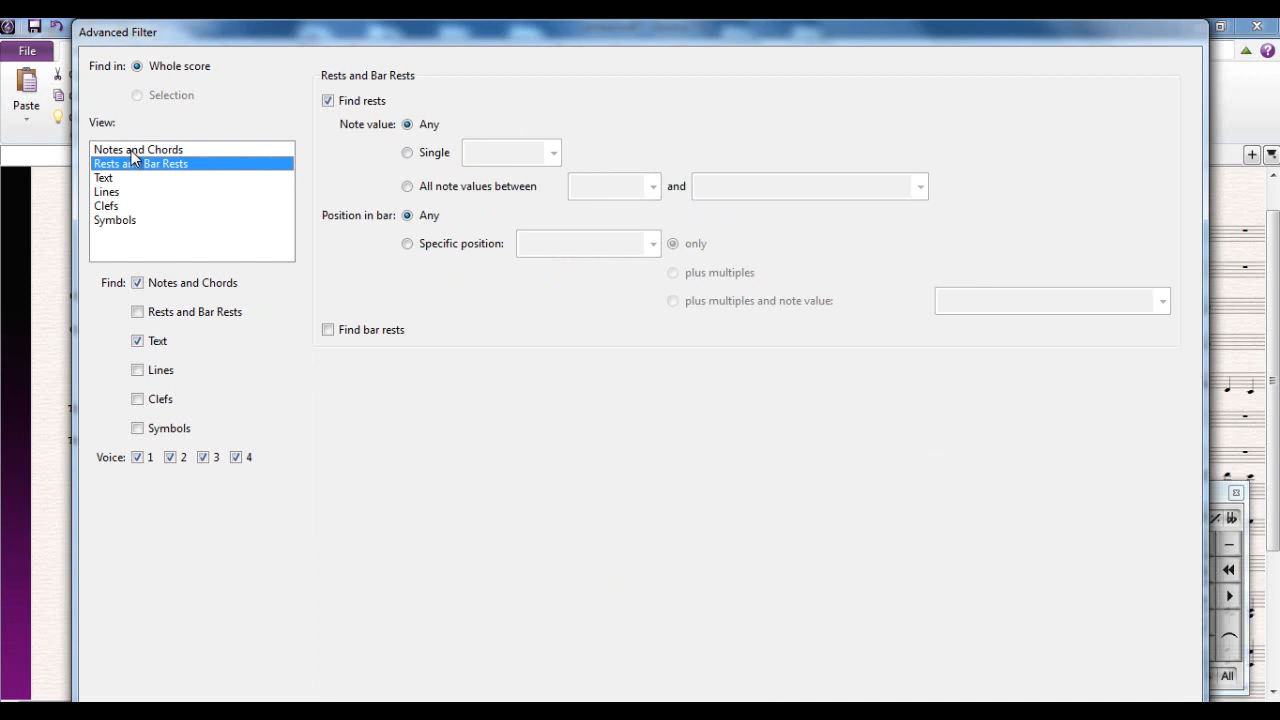 Advanced Filter
File
Paste
Find in: Whole score
Selection
View:
Notes and Chords
Rests and Bar Rests
Text
Lines
Clefs
Symbols
Find: Notes and Chords
Rests and Bar Rests
Text
Lines
Clefs
Symbols
Voice: 1 2 3 4
Rests and Bar Rests
Find rests
Note value: Any
Single
All note values between and
Position in bar: Any
Specific position: only
plus multiples
plus multiples and note value:
Find bar rests
All